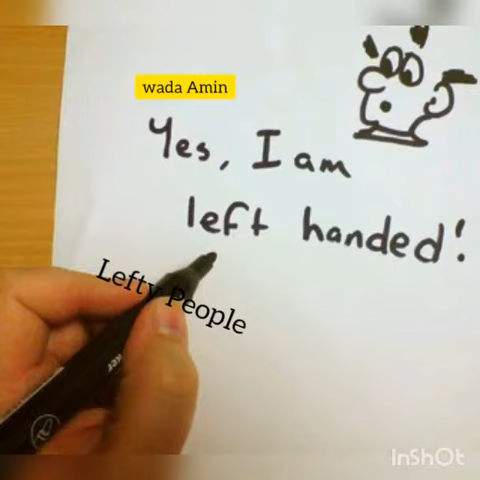 wada Amin
Yes, I am
left handed!
Lefty People
InShOt